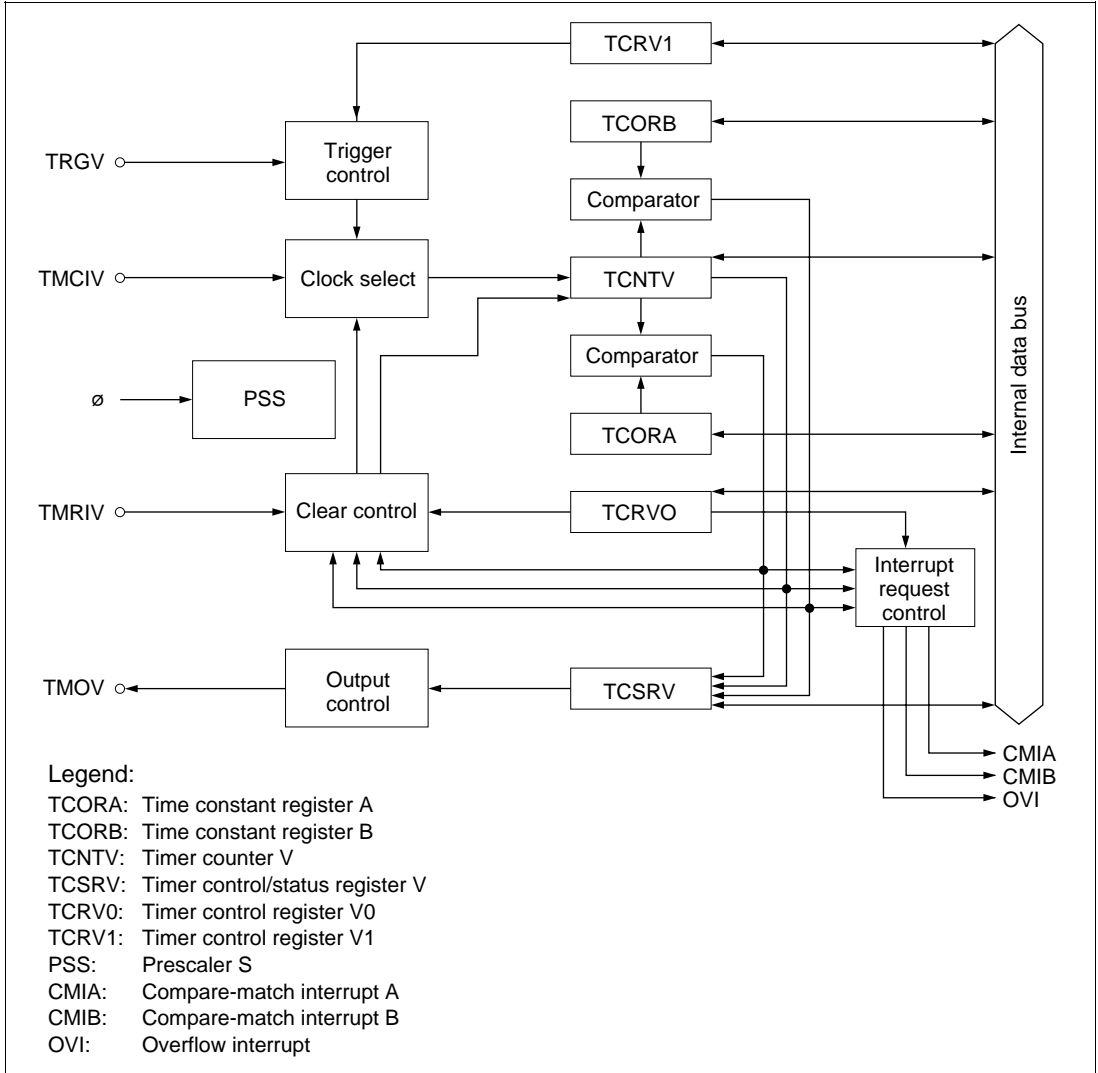 TCRV1
TCORB
Trigger
control
TRGV
Comparator
Clock select
TMCIV
TCNTV
Comparator
Internal data bus
ø
PSS
TCORA
Clear control
TMRIV
TCRVO
Interrupt
request
control
Output
control
TMOV
TCSRV
CMIA
CMIB
OVI
Legend:
TCORA: Time constant register A
TCORB: Time constant register B
TCNTV: Timer counter V
TCSRV: Timer control/status register V
TCRV0: Timer control register V0
TCRV1: Timer control register V1
PSS: Prescaler S
CMIA: Compare-match interrupt A
CMIB: Compare-match interrupt B
OVI: Overflow interrupt